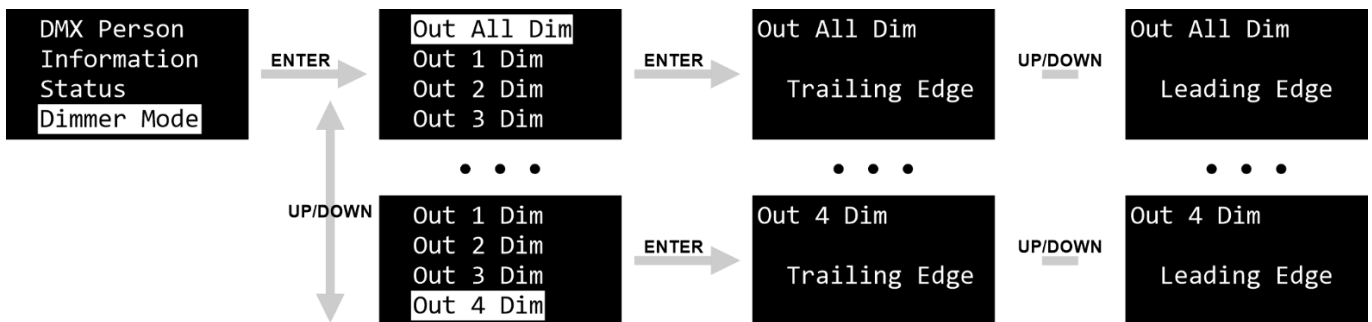 DMX Person
Information
Status
Dimmer Mode
ENTER
Out All Dim
Out 1 Dim
Out 2 Dim
Out 3 Dim
ENTER
Out All Dim
Trailing Edge
UP/DOWN
Out All Dim
Leading Edge
UP/DOWN
Out 1 Dim
Out 2 Dim
Out 3 Dim
Out 4 Dim
ENTER
Out 4 Dim
Trailing Edge
UP/DOWN
Out 4 Dim
Leading Edge